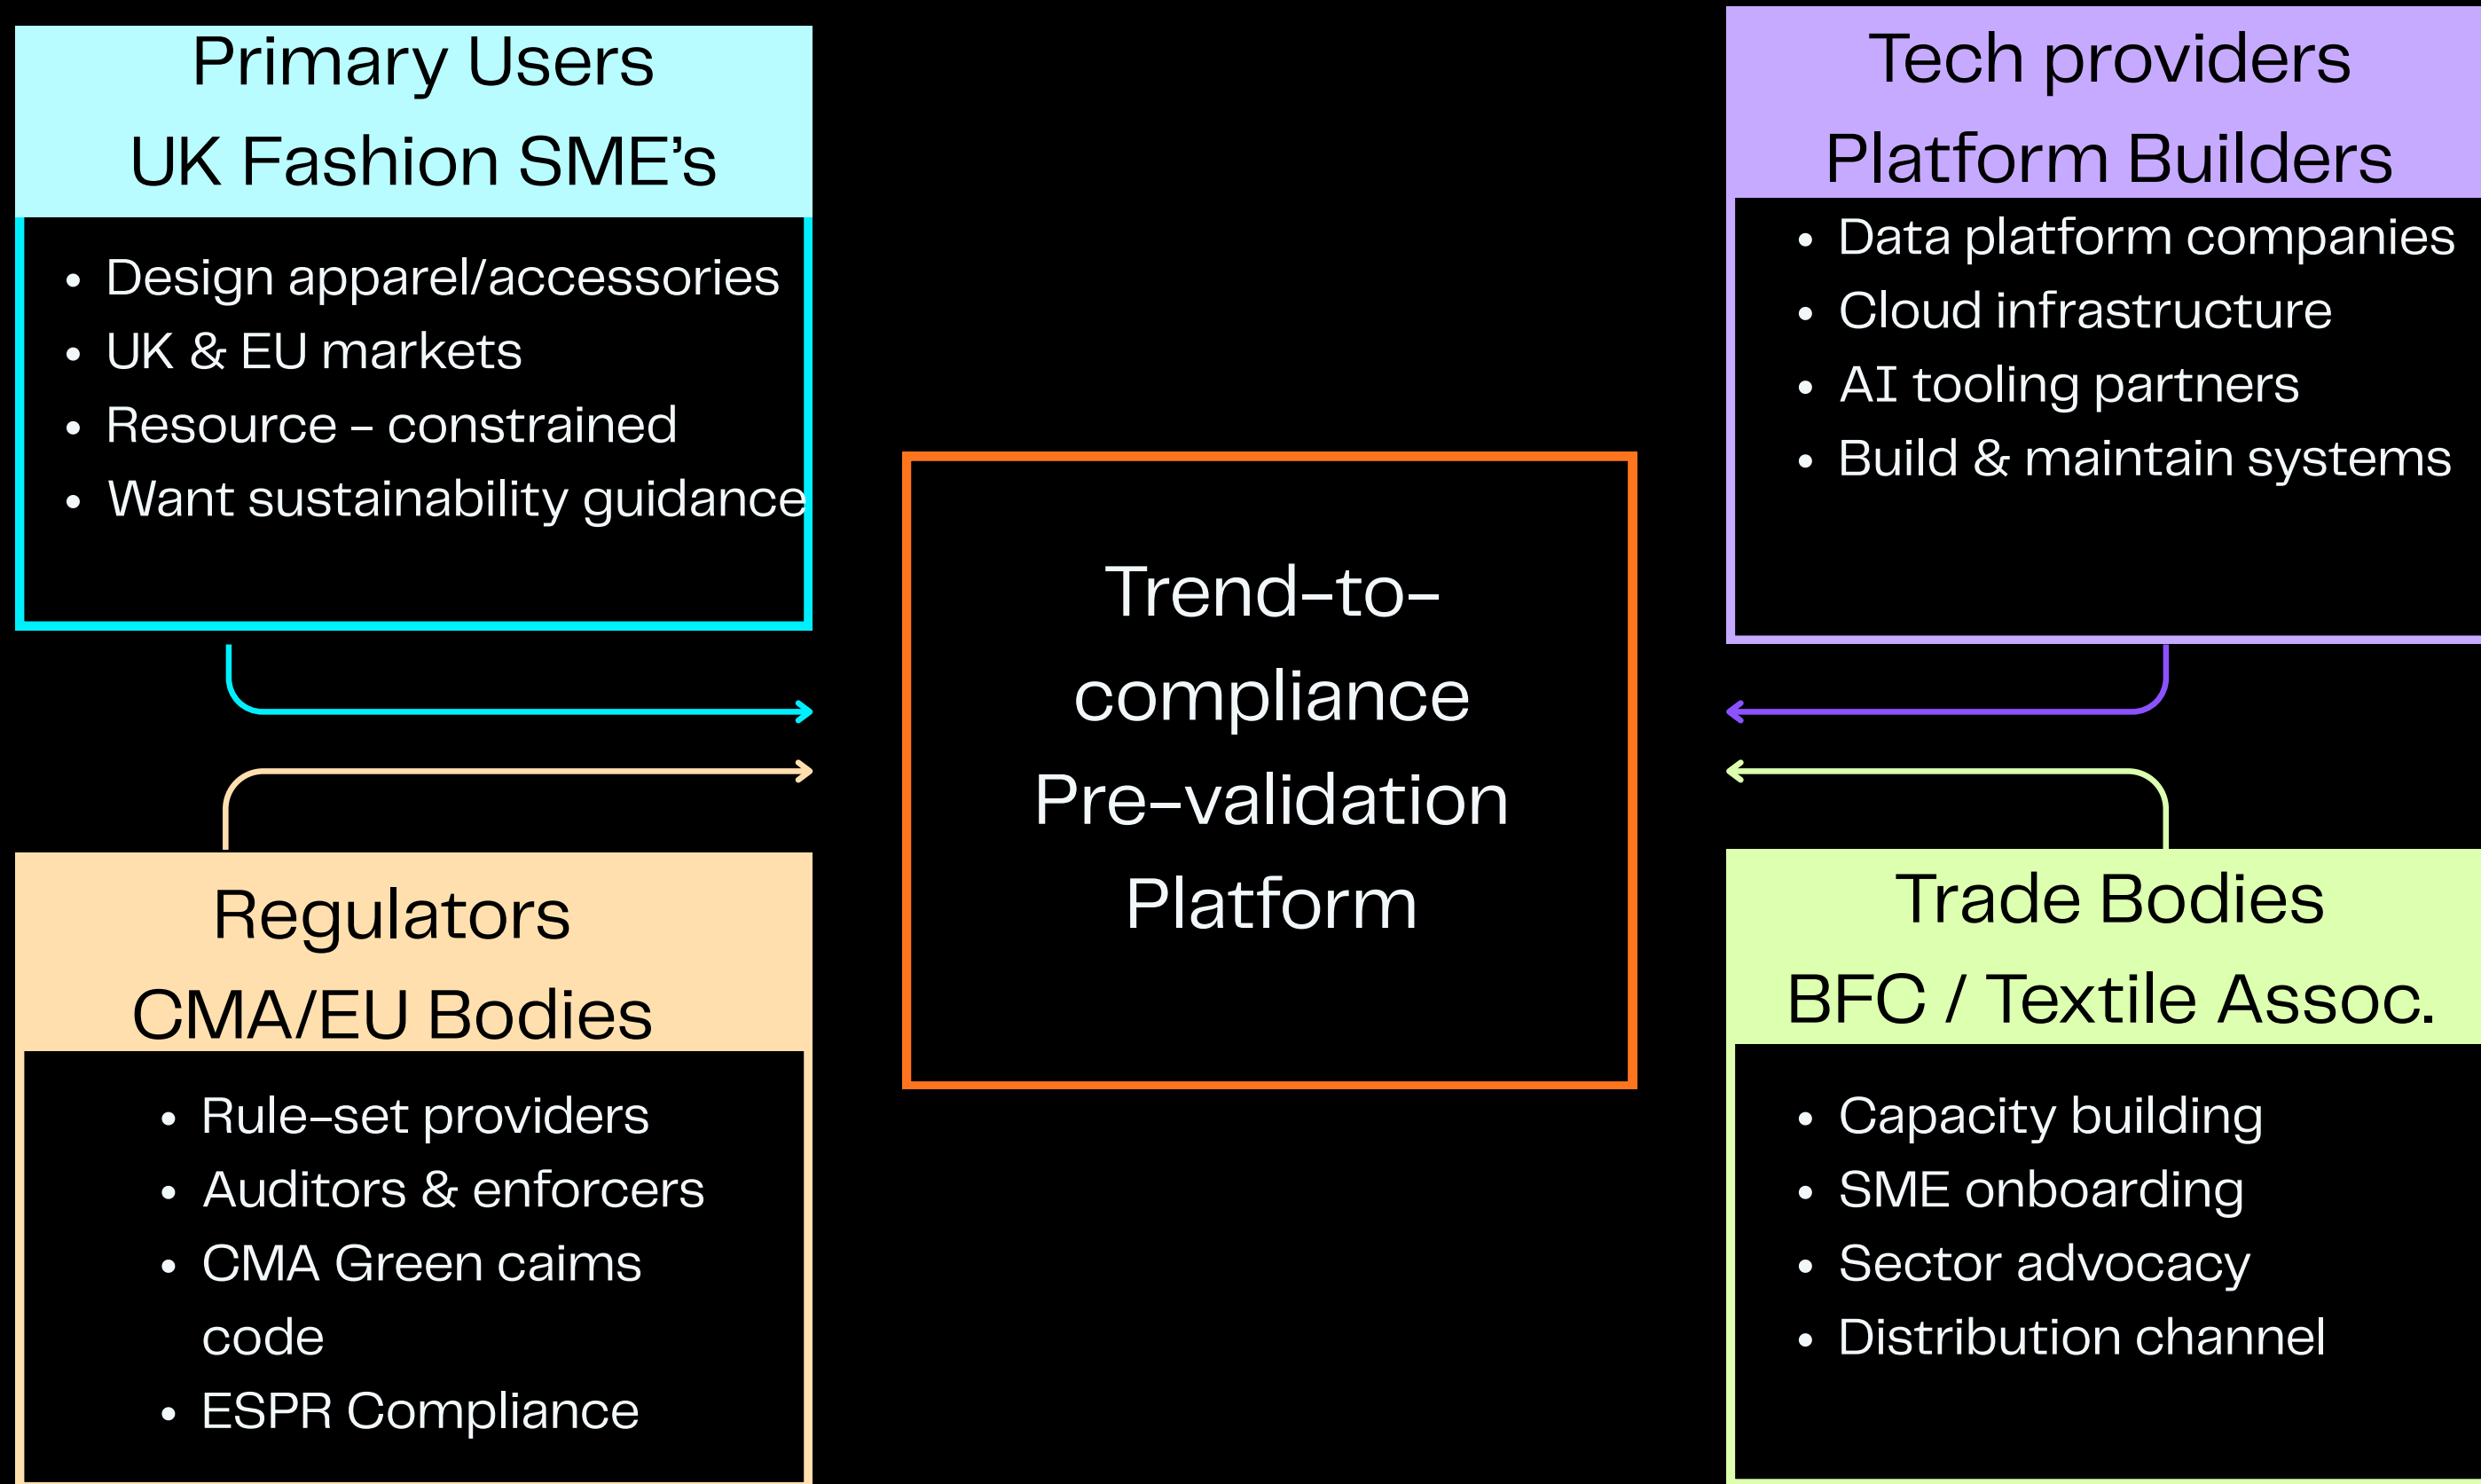 Primary Users
UK Fashion SME's
Design apparel/accessories
UK & EU markets
Resource - constrained
Want sustainability guidance
Tech providers
Platform Builders
Data platform companies
Cloud infrastructure
AI tooling partners
Build & maintain systems
Trend-to-
compliance
Pre-validation
Platform
Regulators
CMA/EU Bodies
Rule-set providers
Auditors & enforcers
CMA Green caims
code
ESPR Compliance
Trade Bodies
BFC / Textile Assoc.
Capacity building
SME onboarding
Sector advocacy
Distribution channel